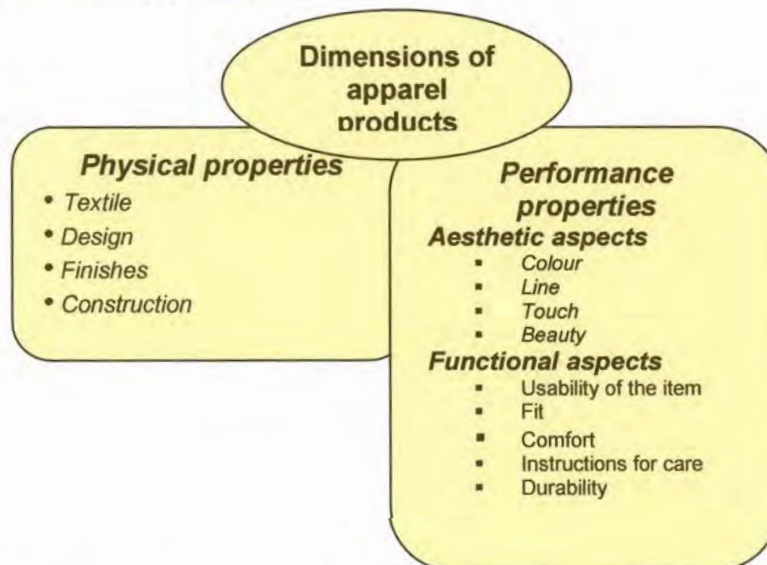 Dimensions of
apparel
products
Physical properties
• Textile
• Design
• Finishes
• Construction
Performance
properties
Aesthetic aspects
▪ Colour
▪ Line
▪ Touch
▪ Beauty
Functional aspects
▪ Usability of the item
▪ Fit
▪ Comfort
▪ Instructions for care
▪ Durability